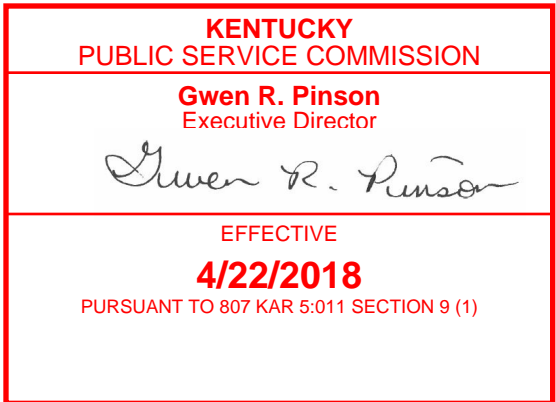 KENTUCKY
PUBLIC SERVICE COMMISSION
Gwen R. Pinson
Executive Director
Gwen R. Punson
EFFECTIVE
4/22/2018
PURSUANT TO 807 KAR 5:011 SECTION 9 (1)